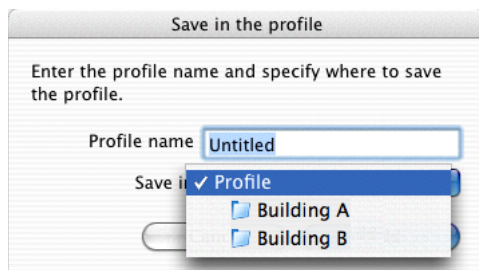 Save in the profile
Enter the profile name and specify where to save
the profile.
Profile name Untitled
Save i ✓ Profile
Building A
Building B